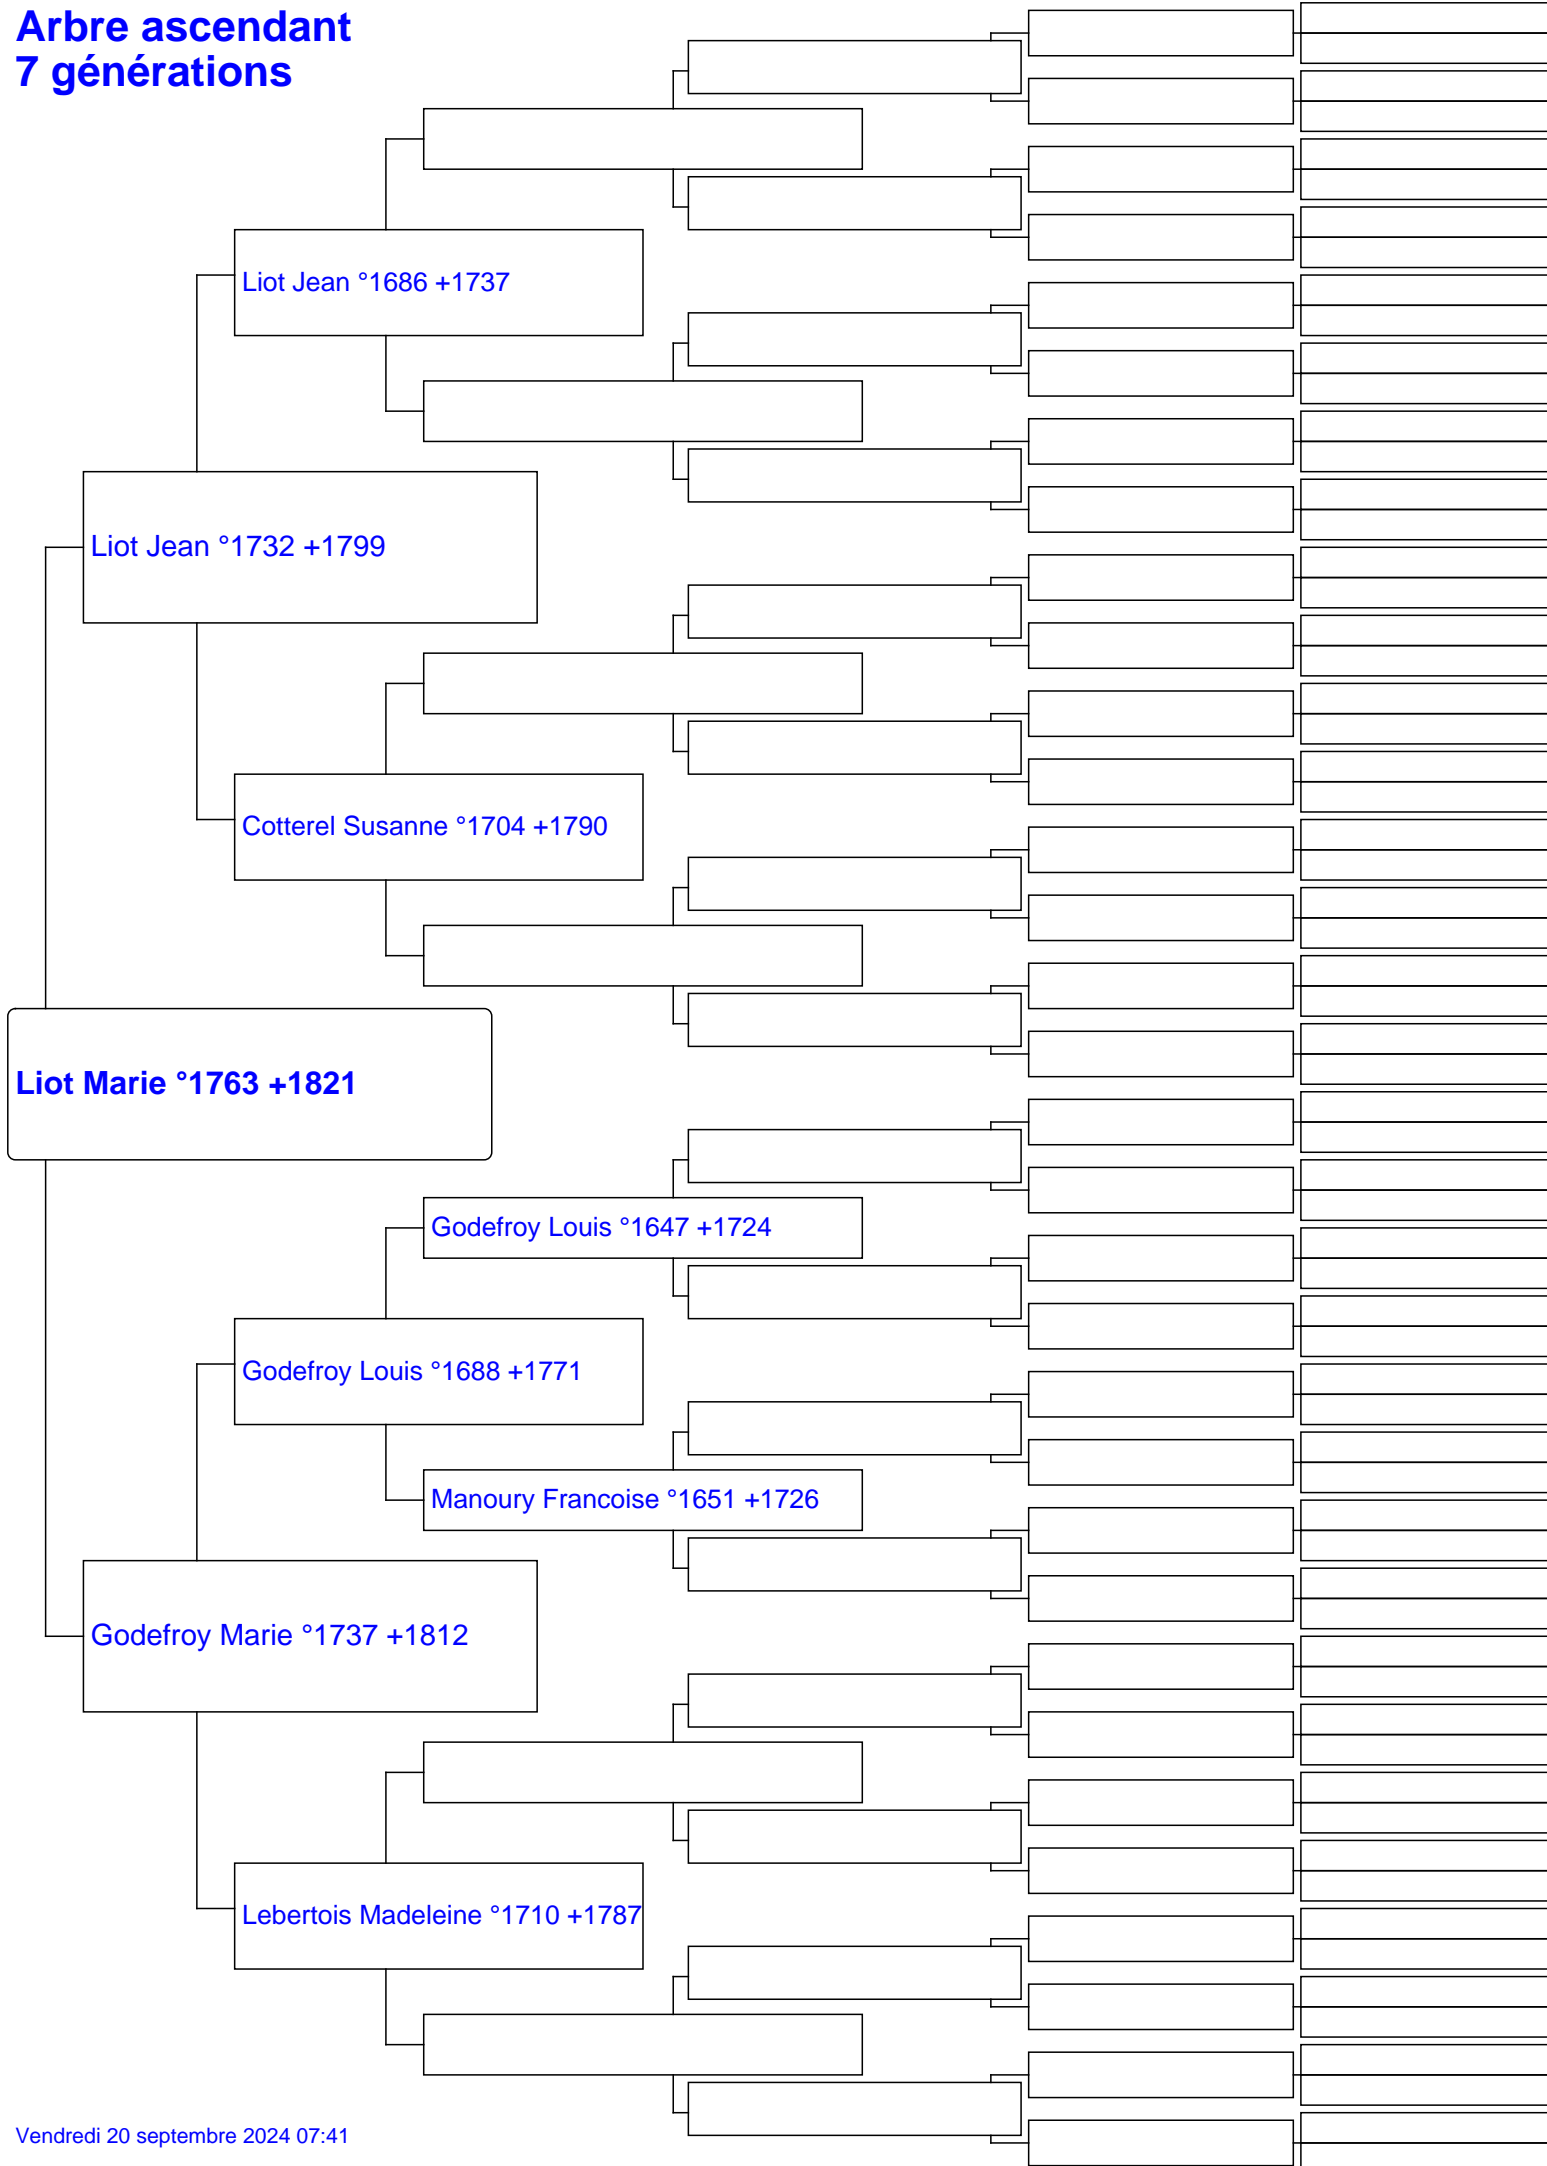 Arbre ascendant
7 générations
Liot Jean °1686 +1737
Liot Jean °1732 +1799
Cotterel Susanne °1704 +1790
Liot Marie °1763 +1821
Godefroy Louis °1647 +1724
Godefroy Louis °1688 +1771
Manoury Francoise °1651 +1726
Godefroy Marie °1737 +1812
Lebertois Madeleine °1710 +1787
Vendredi 20 septembre 2024 07:41